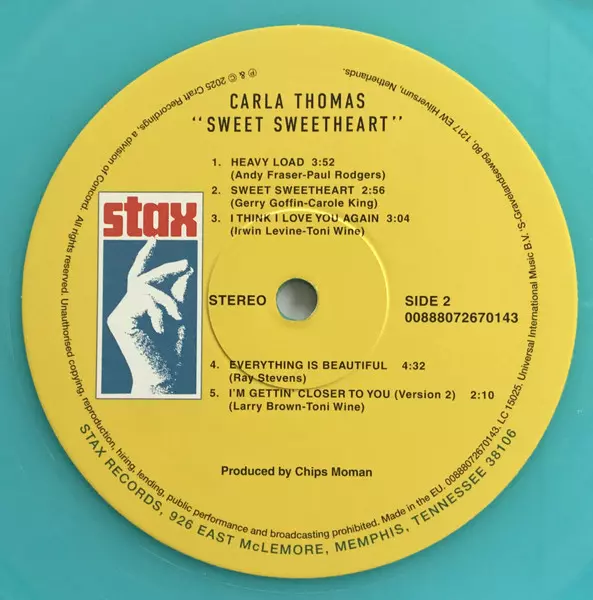 CARLA THOMAS
"SWEET SWEETHEART"
1. HEAVY LOAD 3:52
(Andy Fraser-Paul Rodgers)
2. SWEET SWEETHEART 2:56
(Gerry Goffin-Carole King)
3. I THINK I LOVE YOU AGAIN 3:04
(Irwin Levine-Toni Wine)
stax
STEREO
SIDE 2
00888072670143
4. EVERYTHING IS BEAUTIFUL 4:32
(Ray Stevens)
5. I'M GETTIN' CLOSER TO YOU (Version 2) 2:10
(Larry Brown-Toni Wine)
Produced by Chips Moman
℗ & © 2025 Craft Recordings, a division of Concord. All rights reserved. Unauthorised copying, reproduction, hiring, lending, public performance and broadcasting prohibited. Made in the EU. 00888072670143. LC 15025. Universal International Music B.V. 'S-Gravelandseweg 80, 1217 EW Hilversum, Netherlands.
STAX RECORDS, 926 EAST McLEMORE, MEMPHIS, TENNESSEE 38106